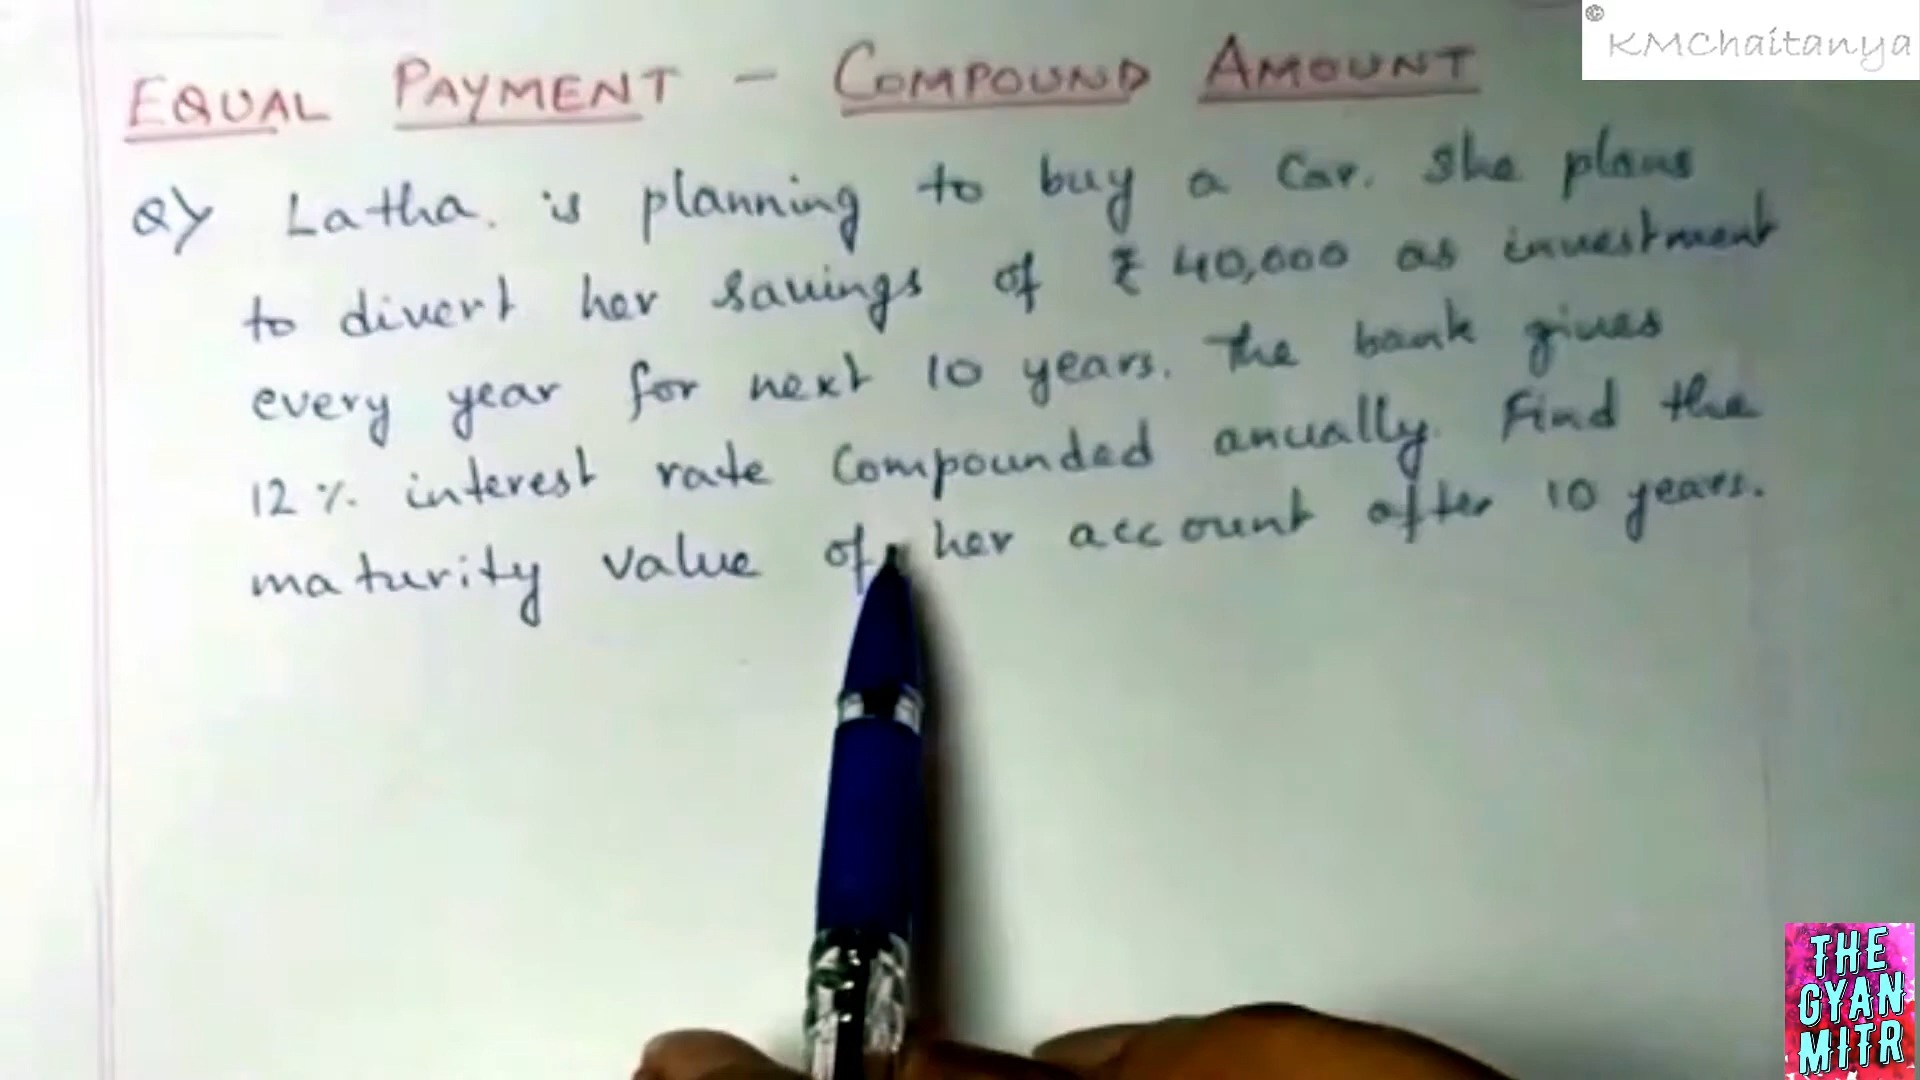 KMChaitanya
EQUAL PAYMENT - COMPOUND AMOUNT
Q) Latha. is planning to buy a Car. She plans
to divert her savings of ₹ 40,000 as investment
every year for next 10 years. The bank gives
12 %. interest rate Compounded anually. Find the
maturity value of her account after 10 years.
THE
GYAN
MITR